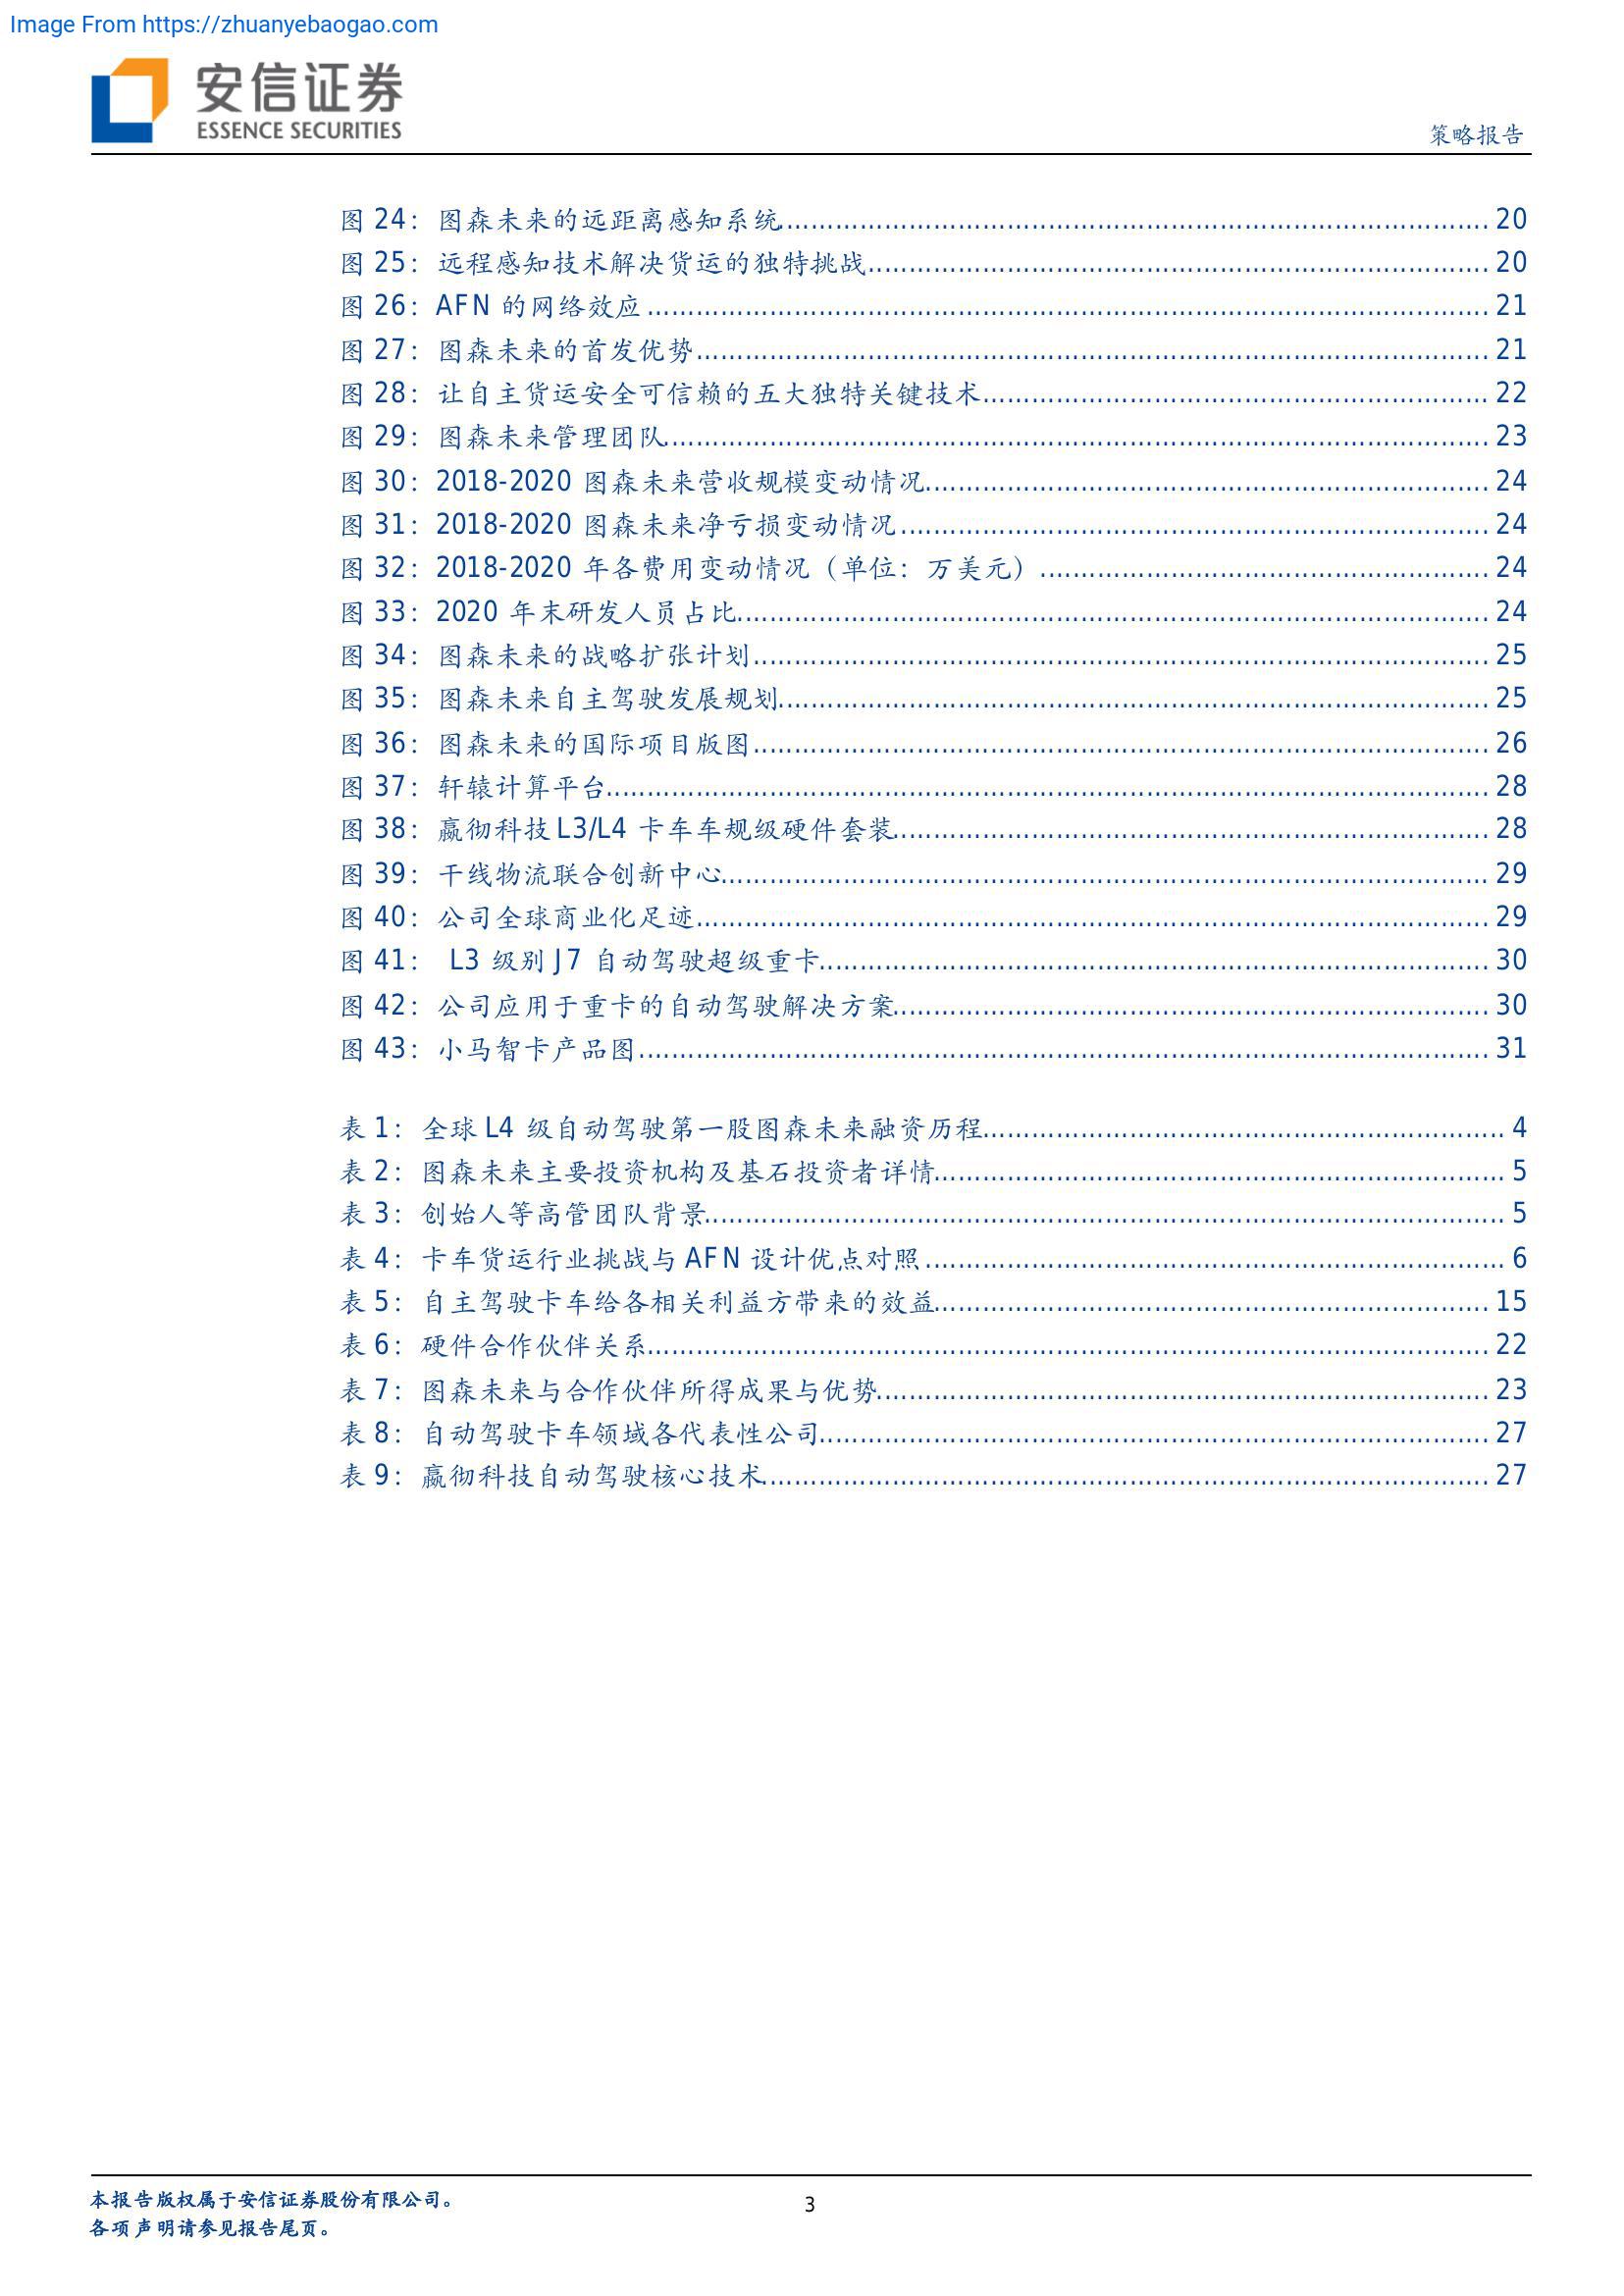 Image From https://zhuanyebaogao.com
安信证券
ESSENCE SECURITIES
策略报告
图 24：图森未来的远距离感知系统.......................................................................................... 20
图 25：远程感知技术解决货运的独特挑战.............................................................................. 20
图 26：AFN 的网络效应........................................................................................................ 21
图 27：图森未来的首发优势.................................................................................................. 21
图 28：让自主货运安全可信赖的五大独特关键技术................................................................ 22
图 29：图森未来管理团队...................................................................................................... 23
图 30：2018-2020 图森未来营收规模变动情况....................................................................... 24
图 31：2018-2020 图森未来净亏损变动情况.......................................................................... 24
图 32：2018-2020 年各费用变动情况（单位：万美元）.......................................................... 24
图 33：2020 年末研发人员占比.............................................................................................. 24
图 34：图森未来的战略扩张计划............................................................................................ 25
图 35：图森未来自主驾驶发展规划........................................................................................ 25
图 36：图森未来的国际项目版图............................................................................................ 26
图 37：轩辕计算平台............................................................................................................. 28
图 38：嬴彻科技 L3/L4 卡车车规级硬件套装.......................................................................... 28
图 39：干线物流联合创新中心............................................................................................... 29
图 40：公司全球商业化足迹.................................................................................................. 29
图 41： L3 级别 J7 自动驾驶超级重卡................................................................................... 30
图 42：公司应用于重卡的自动驾驶解决方案.......................................................................... 30
图 43：小马智卡产品图......................................................................................................... 31
表 1：全球 L4 级自动驾驶第一股图森未来融资历程................................................................ 4
表 2：图森未来主要投资机构及基石投资者详情...................................................................... 5
表 3：创始人等高管团队背景.................................................................................................. 5
表 4：卡车货运行业挑战与 AFN 设计优点对照....................................................................... 6
表 5：自主驾驶卡车给各相关利益方带来的效益.................................................................... 15
表 6：硬件合作伙伴关系....................................................................................................... 22
表 7：图森未来与合作伙伴所得成果与优势........................................................................... 23
表 8：自动驾驶卡车领域各代表性公司.................................................................................. 27
表 9：嬴彻科技自动驾驶核心技术......................................................................................... 27
本报告版权属于安信证券股份有限公司。
3
各项声明请参见报告尾页。